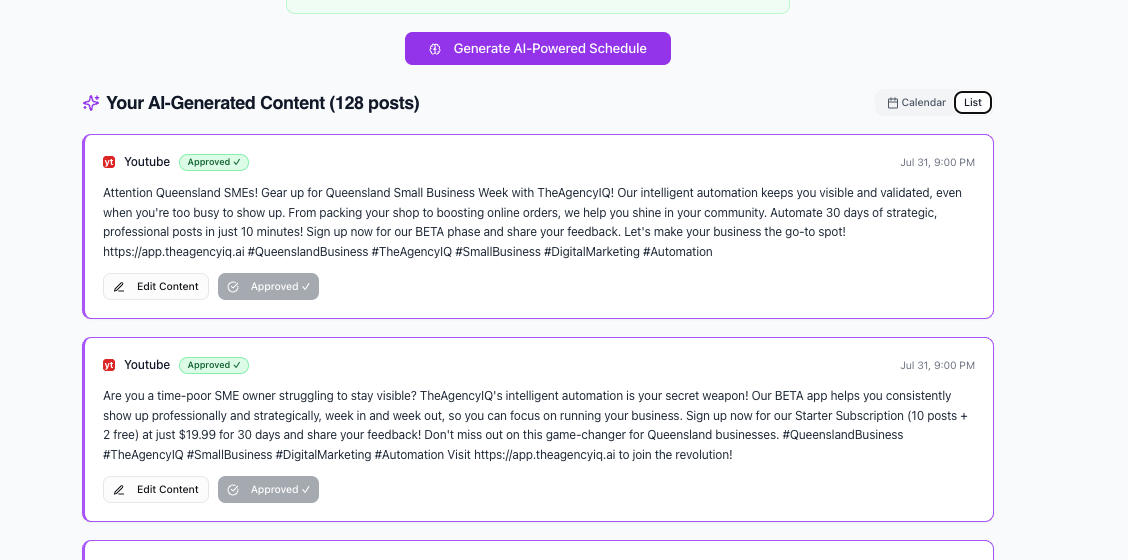 Generate AI-Powered Schedule
Your AI-Generated Content (128 posts)
Calendar List
yt Youtube Approved ✓ Jul 31, 9:00 PM
Attention Queensland SMEs! Gear up for Queensland Small Business Week with TheAgencyIQ! Our intelligent automation keeps you visible and validated, even
when you're too busy to show up. From packing your shop to boosting online orders, we help you shine in your community. Automate 30 days of strategic,
professional posts in just 10 minutes! Sign up now for our BETA phase and share your feedback. Let's make your business the go-to spot!
https://app.theagencyiq.ai #QueenslandBusiness #TheAgencyIQ #SmallBusiness #DigitalMarketing #Automation
Edit Content Approved ✓
yt Youtube Approved ✓ Jul 31, 9:00 PM
Are you a time-poor SME owner struggling to stay visible? TheAgencyIQ's intelligent automation is your secret weapon! Our BETA app helps you consistently
show up professionally and strategically, week in and week out, so you can focus on running your business. Sign up now for our Starter Subscription (10 posts +
2 free) at just $19.99 for 30 days and share your feedback! Don't miss out on this game-changer for Queensland businesses. #QueenslandBusiness
#TheAgencyIQ #SmallBusiness #DigitalMarketing #Automation Visit https://app.theagencyiq.ai to join the revolution!
Edit Content Approved ✓